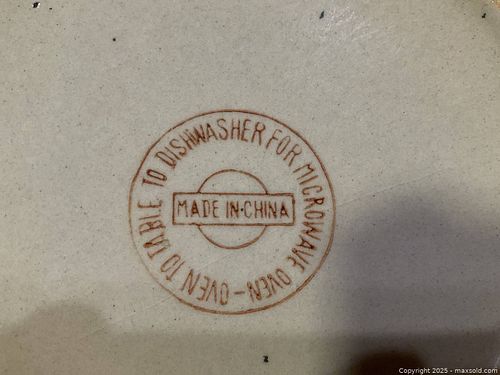 OVEN TO TABLE TO DISHWASHER FOR MICROWAVE OVEN –
MADE IN·CHINA
Copyright 2025 - maxsold.com